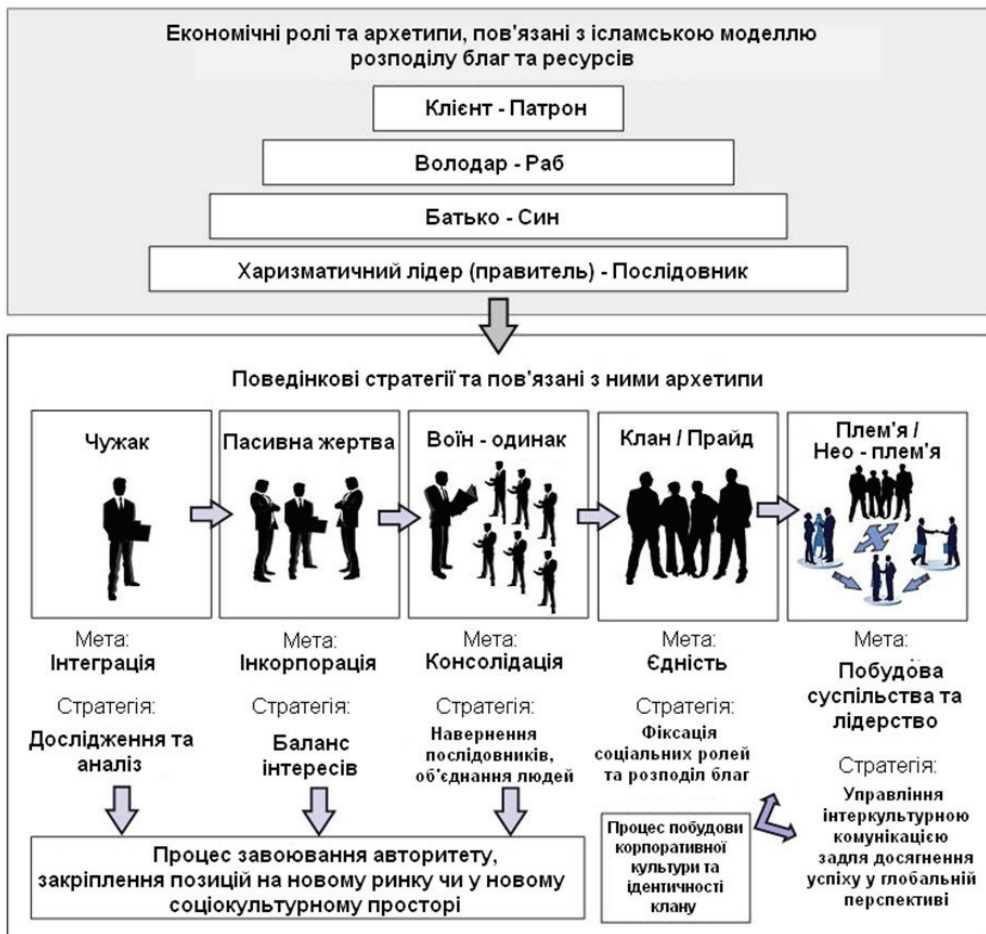 Економічні ролі та архетипи, пов'язані з ісламською моделлю
розподілу благ та ресурсів
Клієнт - Патрон
Володар - Раб
Батько - Син
Харизматичний лідер (правитель) - Послідовник
Поведінкові стратегії та пов'язані з ними архетипи
Чужак
Мета:
Інтеграція
Стратегія:
Дослідження та
аналіз
Пасивна жертва
Мета:
Інкорпорація
Стратегія:
Баланс
інтересів
Воїн - одинак
Мета:
Консолідація
Стратегія:
Навернення
послідовників,
об'єднання людей
Клан / Прайд
Мета:
Єдність
Стратегія:
Фіксація
соціальних ролей
та розподіл благ
Плем'я /
Нео - плем'я
Мета:
Побудова
суспільства та
лідерство
Стратегія:
Управління
інтеркультурною
комунікацією
задля досягнення
успіху у глобальній
перспективі
Процес завоювання авторитету,
закріплення позицій на новому ринку чи у новому
соціокультурному просторі
Процес побудови
корпоративної
культури та
ідентичності
клану